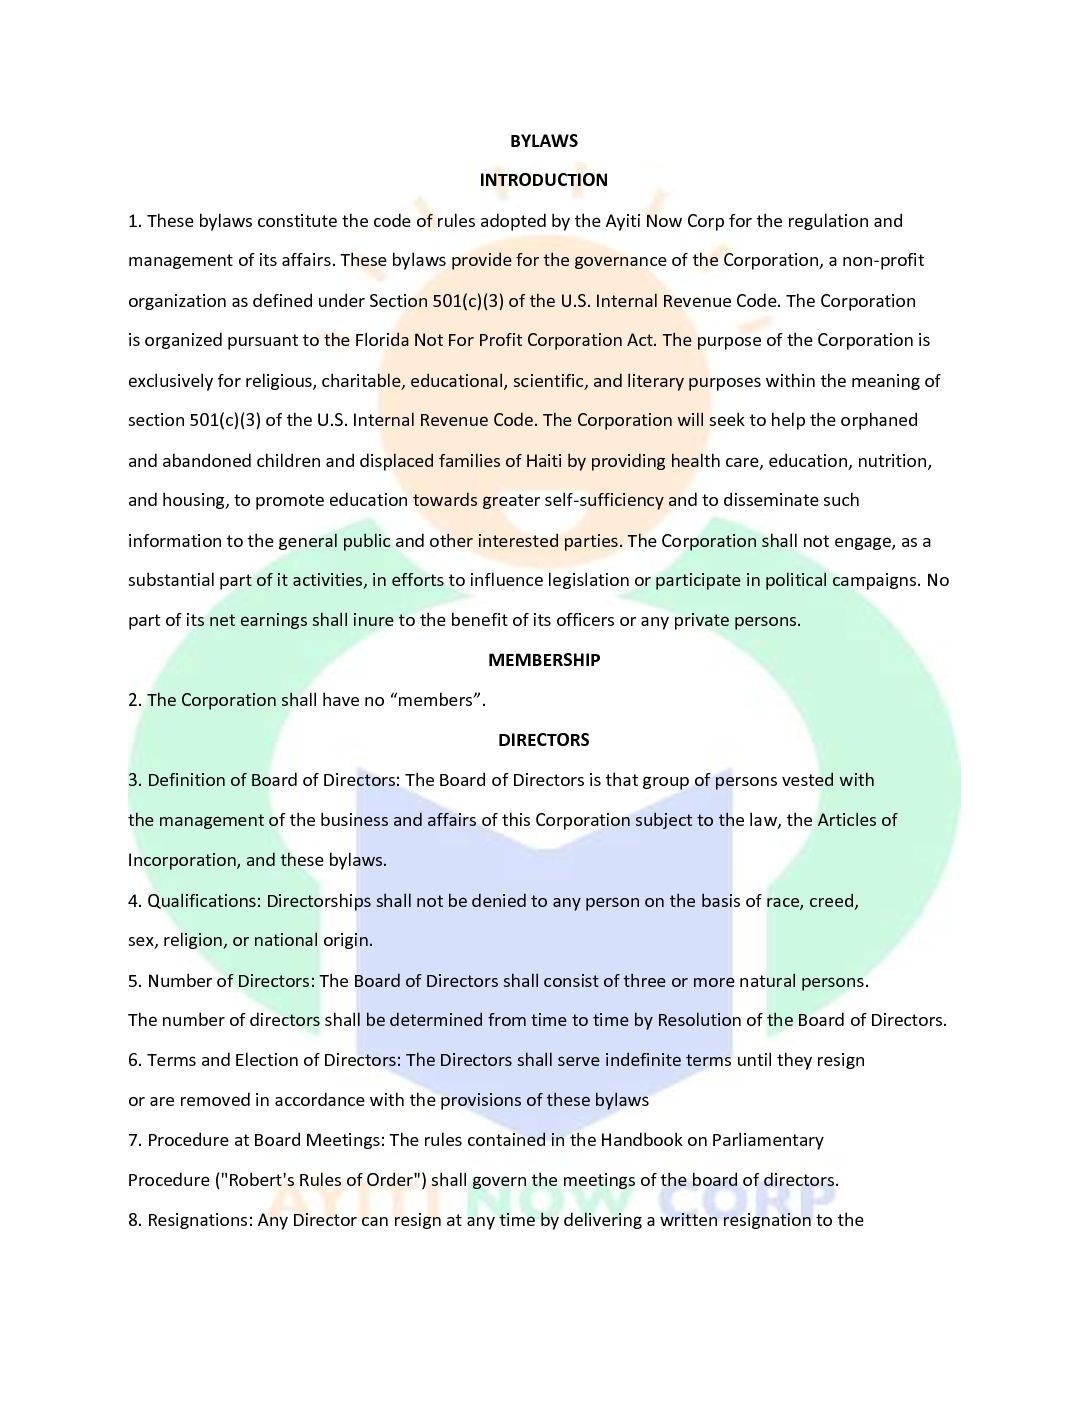 BYLAWS
INTRODUCTION
1. These bylaws constitute the code of rules adopted by the Ayiti Now Corp for the regulation and
management of its affairs. These bylaws provide for the governance of the Corporation, a non-profit
organization as defined under Section 501(c)(3) of the U.S. Internal Revenue Code. The Corporation
is organized pursuant to the Florida Not For Profit Corporation Act. The purpose of the Corporation is
exclusively for religious, charitable, educational, scientific, and literary purposes within the meaning of
section 501(c)(3) of the U.S. Internal Revenue Code. The Corporation will seek to help the orphaned
and abandoned children and displaced families of Haiti by providing health care, education, nutrition,
and housing, to promote education towards greater self-sufficiency and to disseminate such
information to the general public and other interested parties. The Corporation shall not engage, as a
substantial part of it activities, in efforts to influence legislation or participate in political campaigns. No
part of its net earnings shall inure to the benefit of its officers or any private persons.
MEMBERSHIP
2. The Corporation shall have no “members”.
DIRECTORS
3. Definition of Board of Directors: The Board of Directors is that group of persons vested with
the management of the business and affairs of this Corporation subject to the law, the Articles of
Incorporation, and these bylaws.
4. Qualifications: Directorships shall not be denied to any person on the basis of race, creed,
sex, religion, or national origin.
5. Number of Directors: The Board of Directors shall consist of three or more natural persons.
The number of directors shall be determined from time to time by Resolution of the Board of Directors.
6. Terms and Election of Directors: The Directors shall serve indefinite terms until they resign
or are removed in accordance with the provisions of these bylaws
7. Procedure at Board Meetings: The rules contained in the Handbook on Parliamentary
Procedure ("Robert's Rules of Order") shall govern the meetings of the board of directors.
AYITI NOW CORP
8. Resignations: Any Director can resign at any time by delivering a written resignation to the